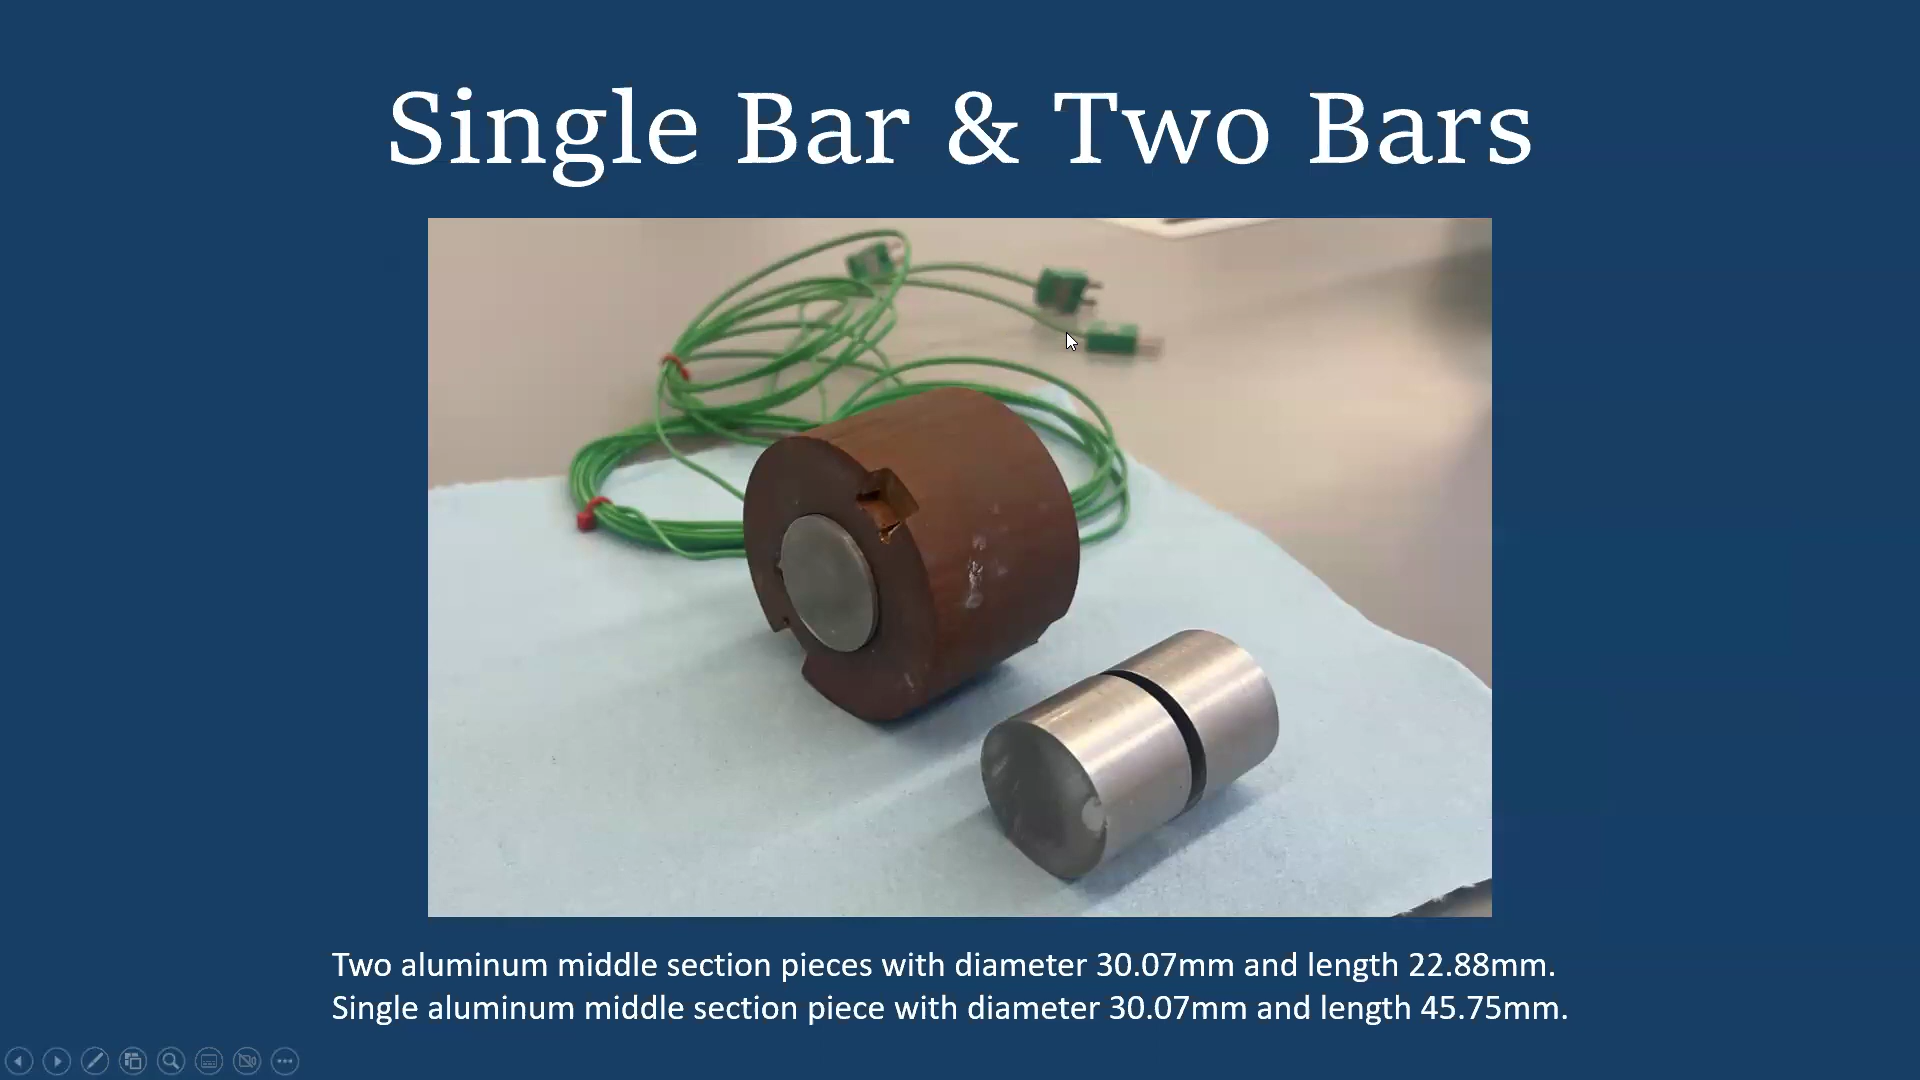 Single Bar & Two Bars
Two aluminum middle section pieces with diameter 30.07mm and length 22.88mm.
Single aluminum middle section piece with diameter 30.07mm and length 45.75mm.